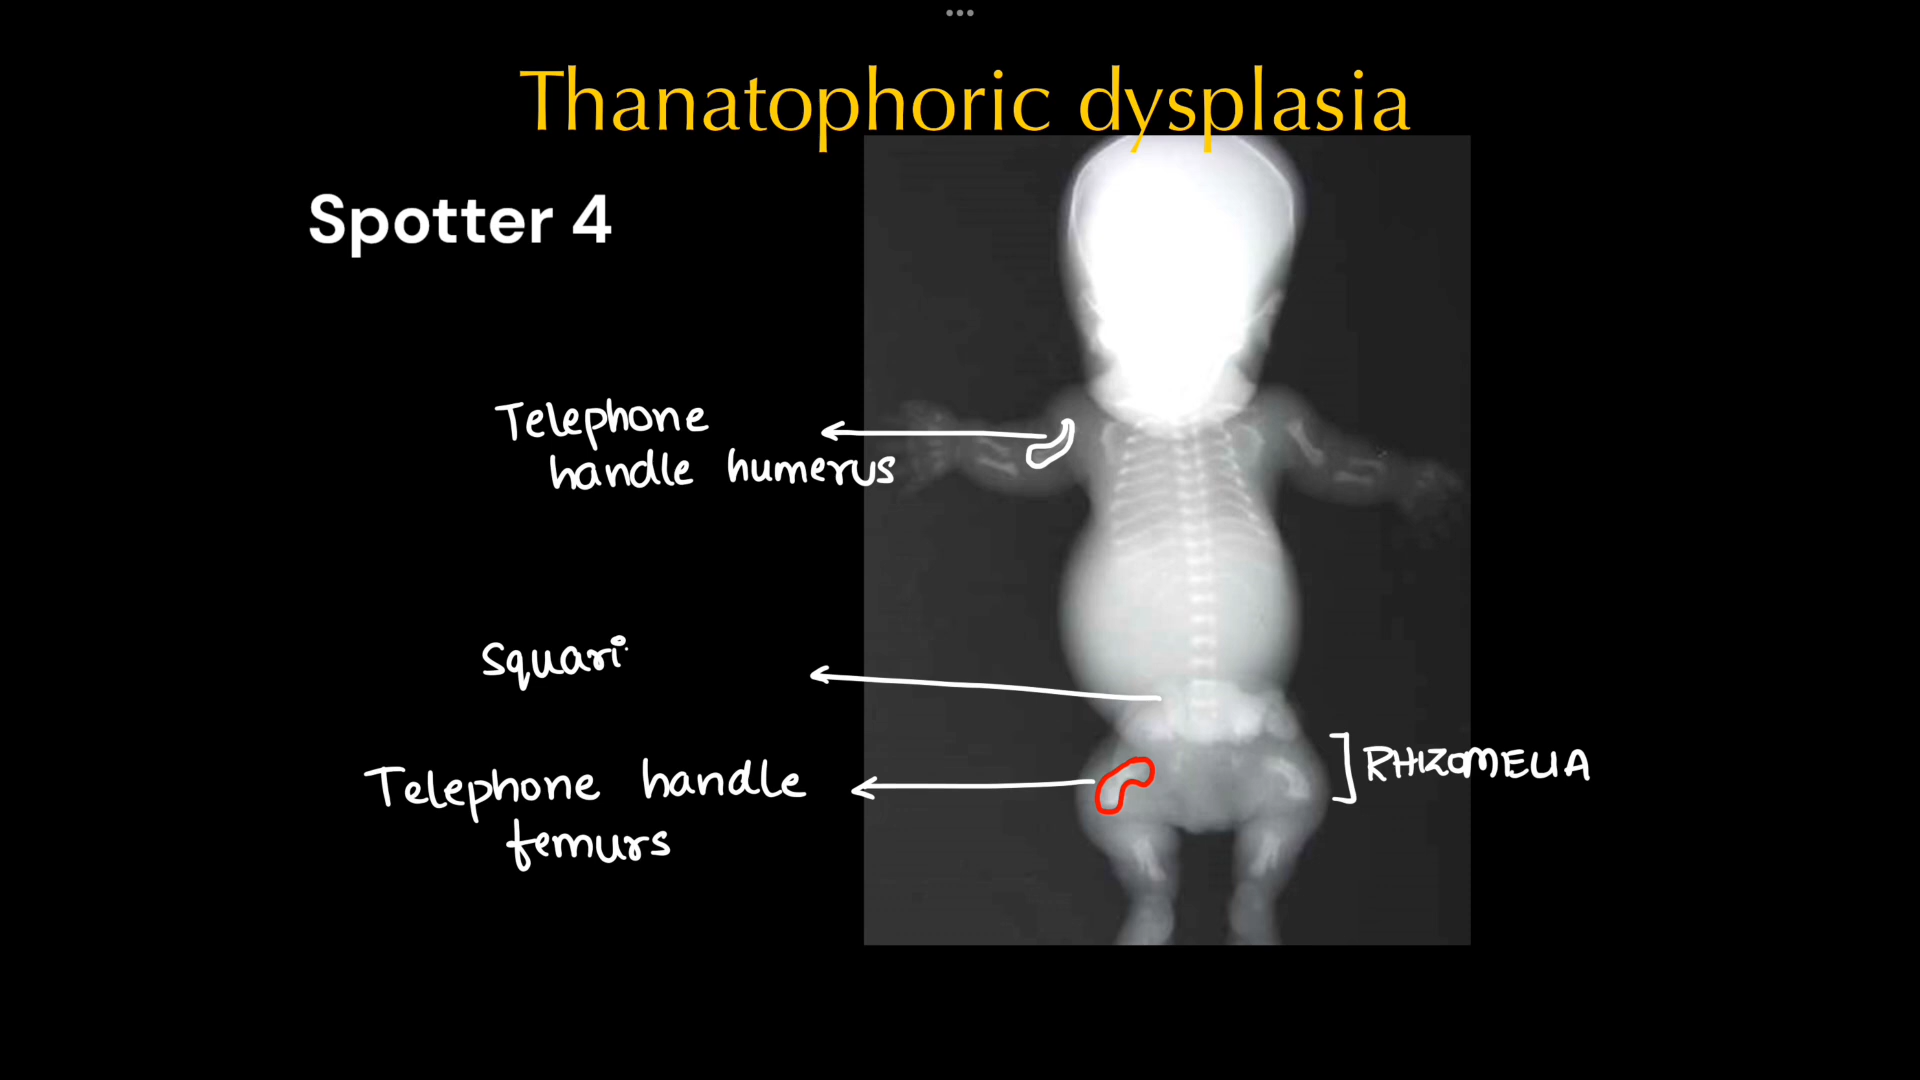 Thanatophoric dysplasia
Spotter 4
Telephone
handle humerus
Squari
Telephone handle
femurs
RHIZOMELIA